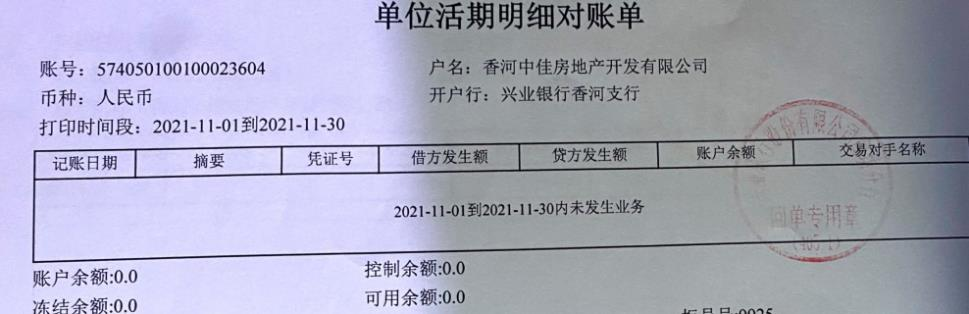 单位活期明细对账单
账号：574050100100023604 户名：香河中佳房地产开发有限公司
币种：人民币 开户行：兴业银行香河支行
打印时间段：2021-11-01到2021-11-30
记账日期 摘要 凭证号 借方发生额 贷方发生额 账户余额 交易对手名称
2021-11-01到2021-11-30内未发生业务
股份有限公司
回单专用章
账户余额:0.0 控制余额:0.0
冻结余额:0.0 可用余额:0.0